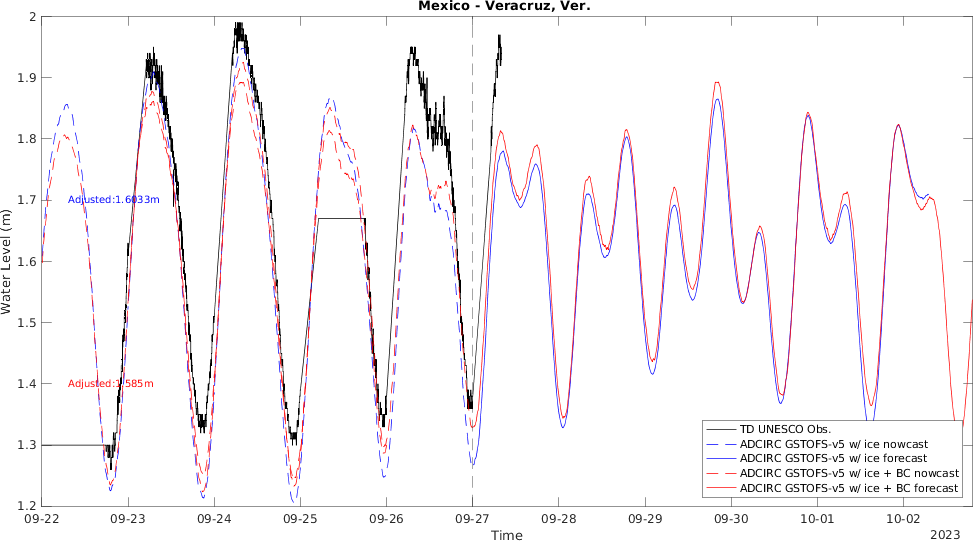 Mexico - Veracruz, Ver.
2
1.9
1.8
1.7
1.6
1.5
1.4
1.3
1.2
Water Level (m)
Adjusted:1.6033m
Adjusted:1.585m
TD UNESCO Obs.
ADCIRC GSTOFS-v5 w/ ice nowcast
ADCIRC GSTOFS-v5 w/ ice forecast
ADCIRC GSTOFS-v5 w/ ice + BC nowcast
ADCIRC GSTOFS-v5 w/ ice + BC forecast
09-22 09-23 09-24 09-25 09-26 09-27 09-28 09-29 09-30 10-01 10-02
Time
2023